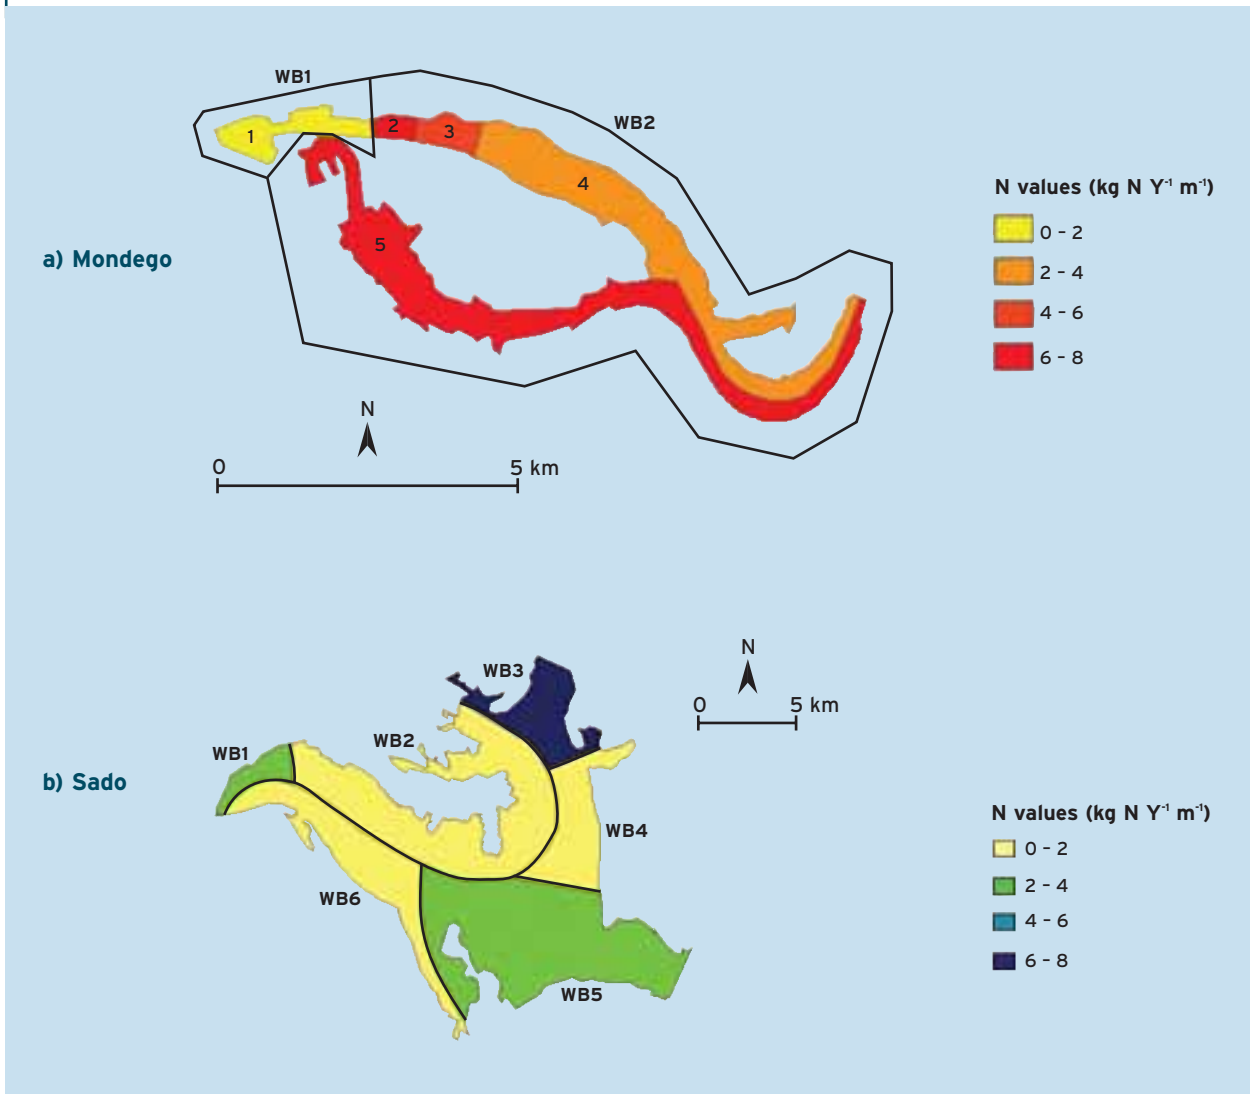 WB1
WB2
1
2
3
4
5
a) Mondego
N values (kg N Y⁻¹ m⁻¹)
0 - 2
2 - 4
4 - 6
6 - 8
N
0 5 km
N
0 5 km
WB3
WB2
WB1
b) Sado
WB4
WB6
WB5
N values (kg N Y⁻¹ m⁻¹)
0 - 2
2 - 4
4 - 6
6 - 8